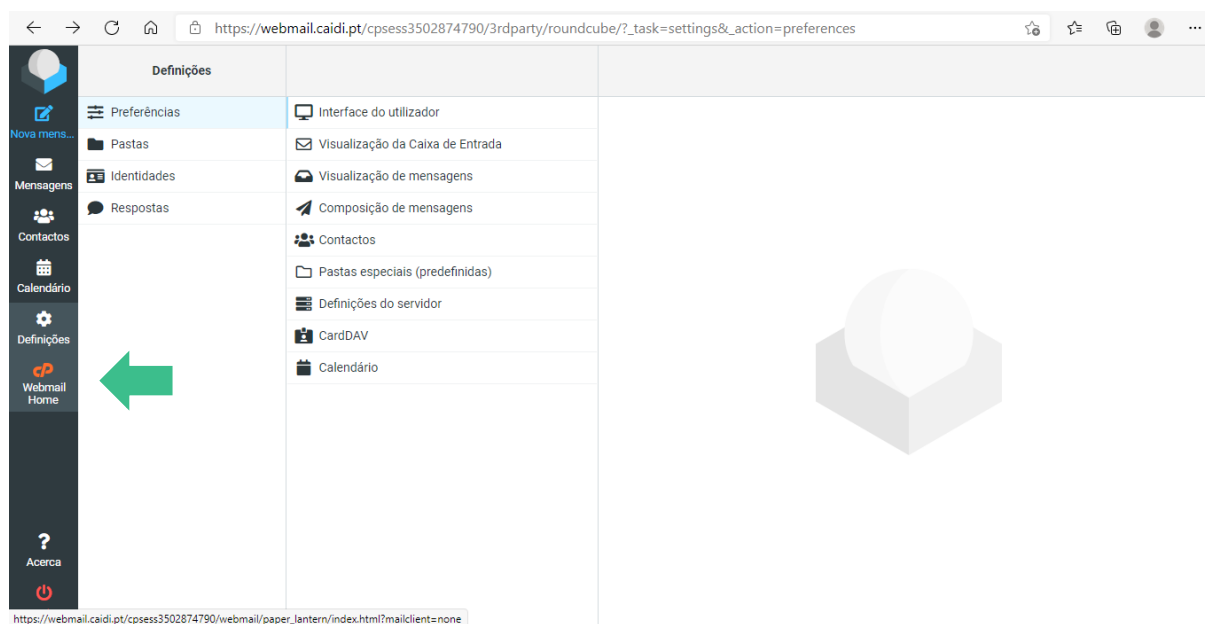 https://webmail.caidi.pt/cpsess3502874790/3rdparty/roundcube/?_task=settings&_action=preferences
Definições
Nova mens...
Mensagens
Contactos
Calendário
Definições
cP
Webmail
Home
Acerca
Preferências
Pastas
Identidades
Respostas
Interface do utilizador
Visualização da Caixa de Entrada
Visualização de mensagens
Composição de mensagens
Contactos
Pastas especiais (predefinidas)
Definições do servidor
CardDAV
Calendário
https://webmail.caidi.pt/cpsess3502874790/webmail/paper_lantern/index.html?mailclient=none